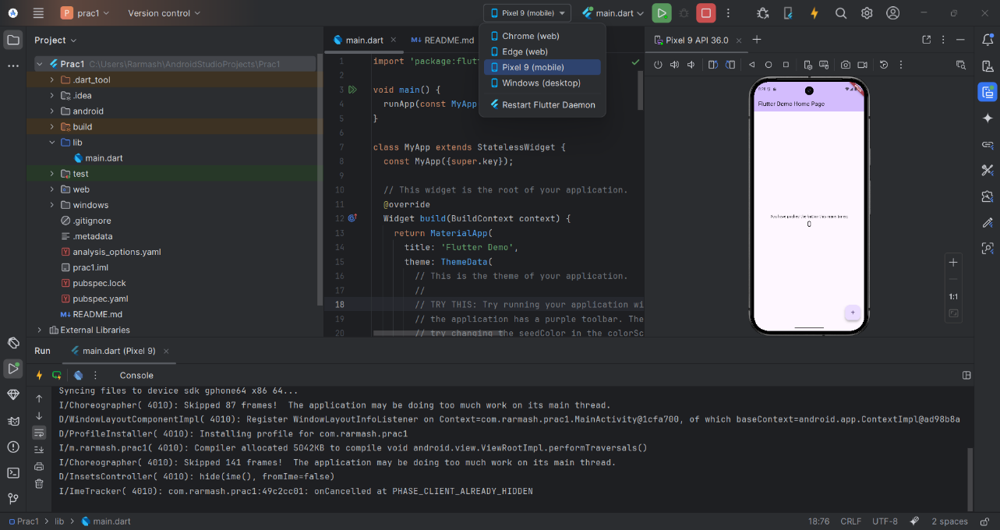 P prac1
Version control
Pixel 9 (mobile)
main.dart
Chrome (web)
Edge (web)
Pixel 9 (mobile)
Windows (desktop)
Restart Flutter Daemon
Project
Prac1 C:\Users\Rarmash\AndroidStudioProjects\Prac1
.dart_tool
.idea
android
build
lib
main.dart
test
web
windows
.gitignore
.metadata
analysis_options.yaml
prac1.iml
pubspec.lock
pubspec.yaml
README.md
External Libraries
main.dart
README.md
1 import 'package:flutt
2
3 void main() {
4 runApp(const MyApp
5 }
6
7 class MyApp extends StatelessWidget {
8 const MyApp({super.key});
9
10 // This widget is the root of your application.
11 @override
12 Widget build(BuildContext context) {
13 return MaterialApp(
14 title: 'Flutter Demo',
15 theme: ThemeData(
16 // This is the theme of your application.
17 //
18 // TRY THIS: Try running your application wi
19 // the application has a purple toolbar. The
20 // try changing the seedColor in the colorSc
Pixel 9 API 36.0
Flutter Demo Home Page
You have pushed the button this many times:
0
+
1:1
Run
main.dart (Pixel 9)
Console
Syncing files to device sdk gphone64 x86 64...
I/Choreographer( 4010): Skipped 87 frames!  The application may be doing too much work on its main thread.
D/WindowLayoutComponentImpl( 4010): Register WindowLayoutInfoListener on Context=com.rarmash.prac1.MainActivity@1cfa700, of which baseContext=android.app.ContextImpl@ad98b8a
D/ProfileInstaller( 4010): Installing profile for com.rarmash.prac1
I/m.rarmash.prac1( 4010): Compiler allocated 5042KB to compile void android.view.ViewRootImpl.performTraversals()
I/Choreographer( 4010): Skipped 141 frames!  The application may be doing too much work on its main thread.
D/InsetsController( 4010): hide(ime(), fromIme=false)
I/ImeTracker( 4010): com.rarmash.prac1:49c2cc01: onCancelled at PHASE_CLIENT_ALREADY_HIDDEN
Prac1 > lib > main.dart
18:76 CRLF UTF-8 2 spaces